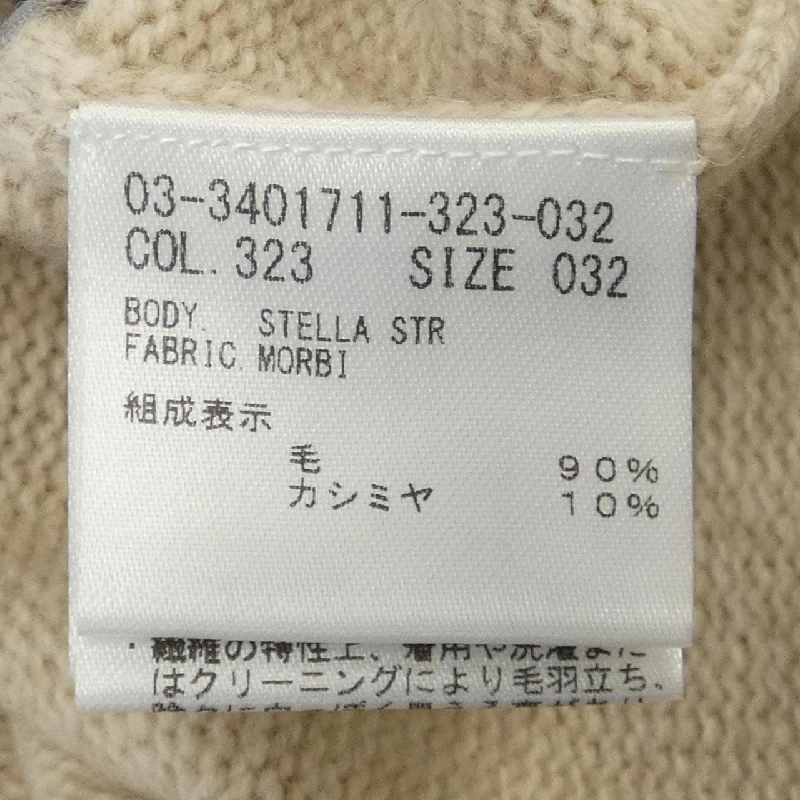 03-3401711-323-032
COL. 323 SIZE 032
BODY. STELLA STR
FABRIC. MORBI
組成表示
毛 90%
カシミヤ 10%
・繊維の特性上、着用や洗濯また
はクリーニングにより毛羽立ち、